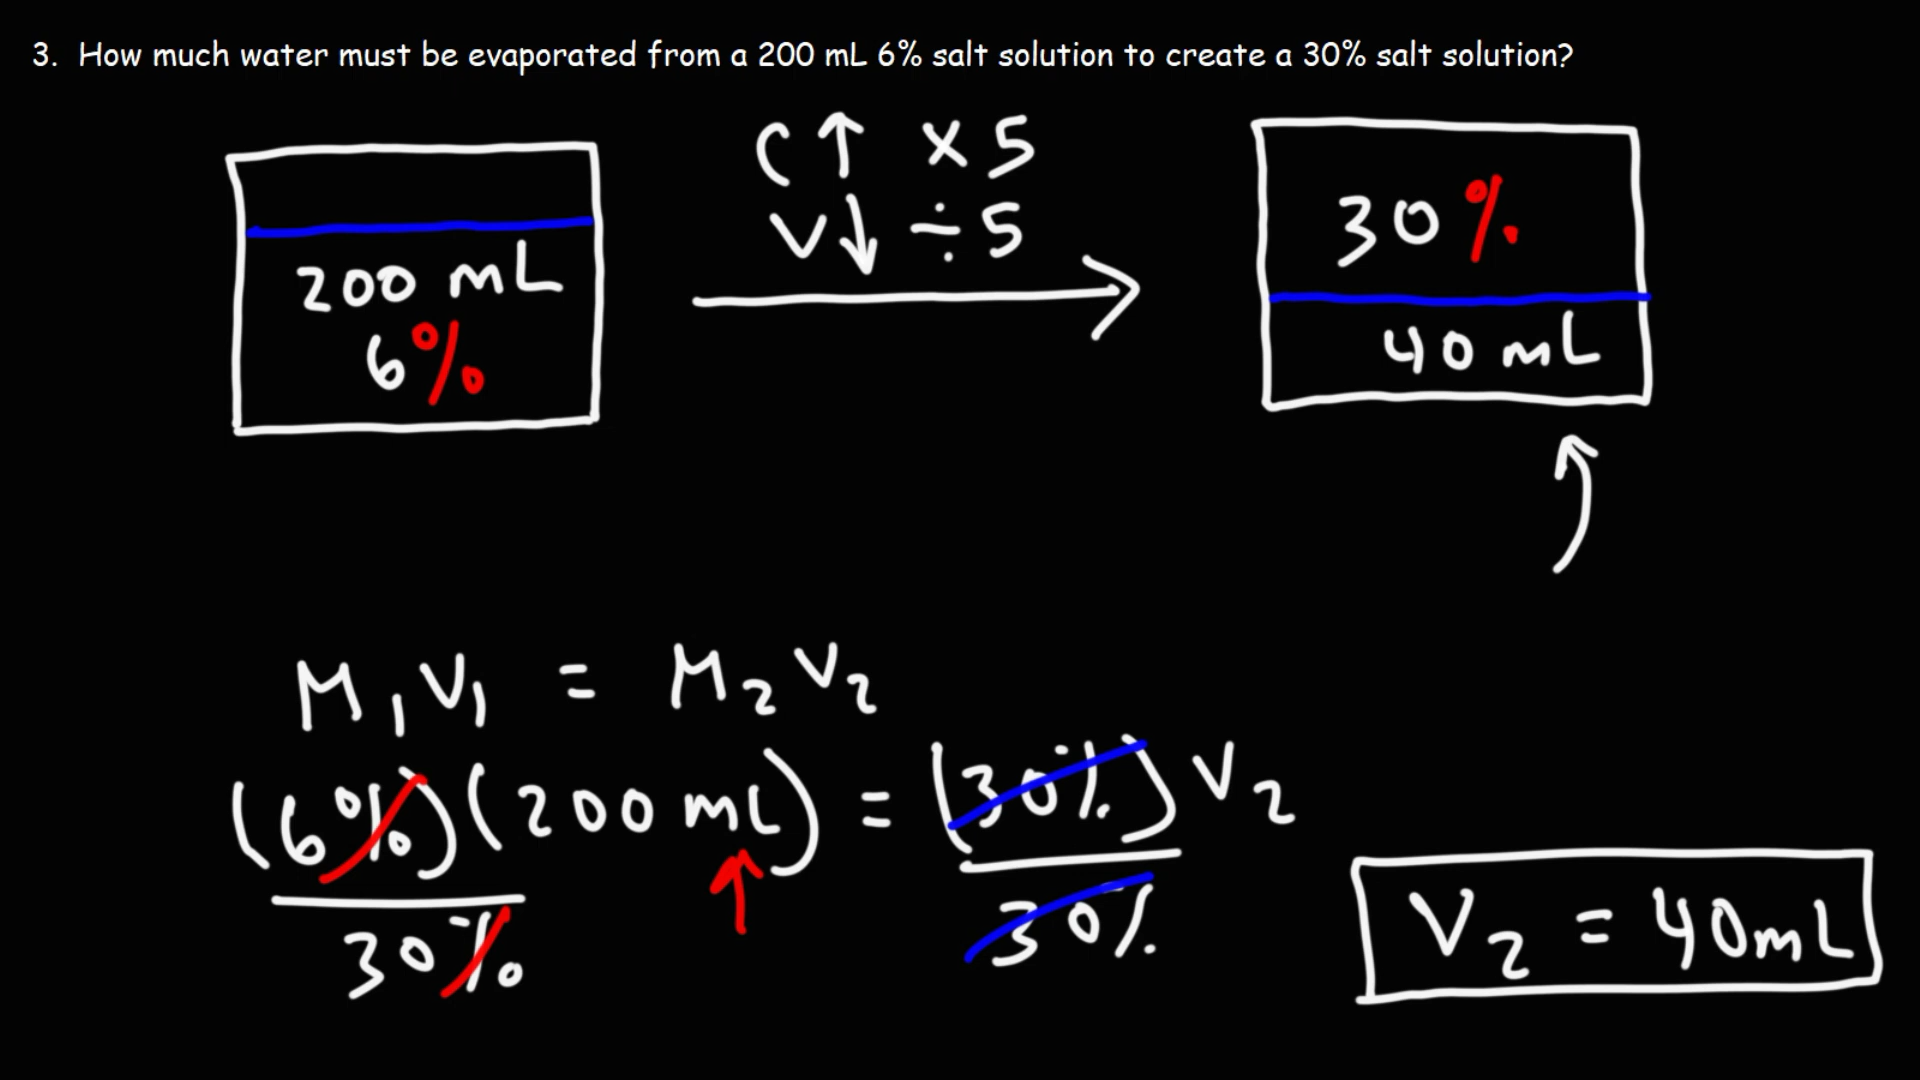 3. How much water must be evaporated from a 200 mL 6% salt solution to create a 30% salt solution?
C↑ ×5
V↓ ÷5
200 mL
6%
30%
40 mL
M₁V₁ = M₂V₂
(6%)(200 mL) = (30%) V₂
30% 30%
V₂ = 40mL